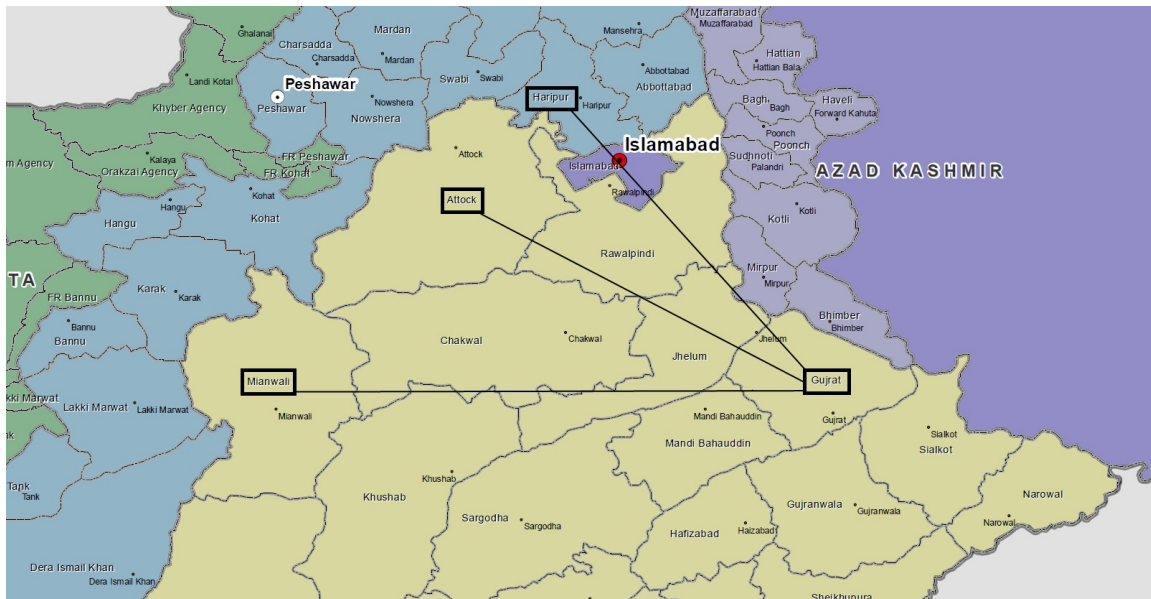 Ghalanai
Mardan
Mansehra
Muzaffarabad
Muzaffarabad
Charsadda
Charsadda
Mardan
Hattian
Hattian Bala
Landi Kotal
Swabi
Swabi
Abbottabad
Abbottabad
Peshawar
Peshawar
Nowshera
Nowshera
Haripur
Haripur
Bagh
Bagh
Haveli
Forward Kahuta
Khyber Agency
Poonch
Poonch
Attock
Islamabad
Islamabad
Sudhnoti
Palandri
FR Peshawar
Kalaya
Orakzai Agency
FR Kohat
m Agency
AZAD KASHMIR
Kohat
Kohat
Rawalpindi
Rawalpindi
Attock
Hangu
Hangu
Kotli
Kotli
TA
FR Bannu
Karak
Karak
Mirpur
Mirpur
Bannu
Bannu
Bhimber
Bhimber
Chakwal
Chakwal
Jhelum
Jhelum
Mianwali
Mianwali
Gujrat
Gujrat
kki Marwat
Lakki Marwat
Lakki Marwat
Mandi Bahauddin
Mandi Bahauddin
nk
Sialkot
Sialkot
Khushab
Khushab
Tank
Tank
Sargodha
Sargodha
Gujranwala
Gujranwala
Hafizabad
Haizabad
Narowal
Narowal
Dera Ismail Khan
Dera Ismail Khan
Sheikhupura